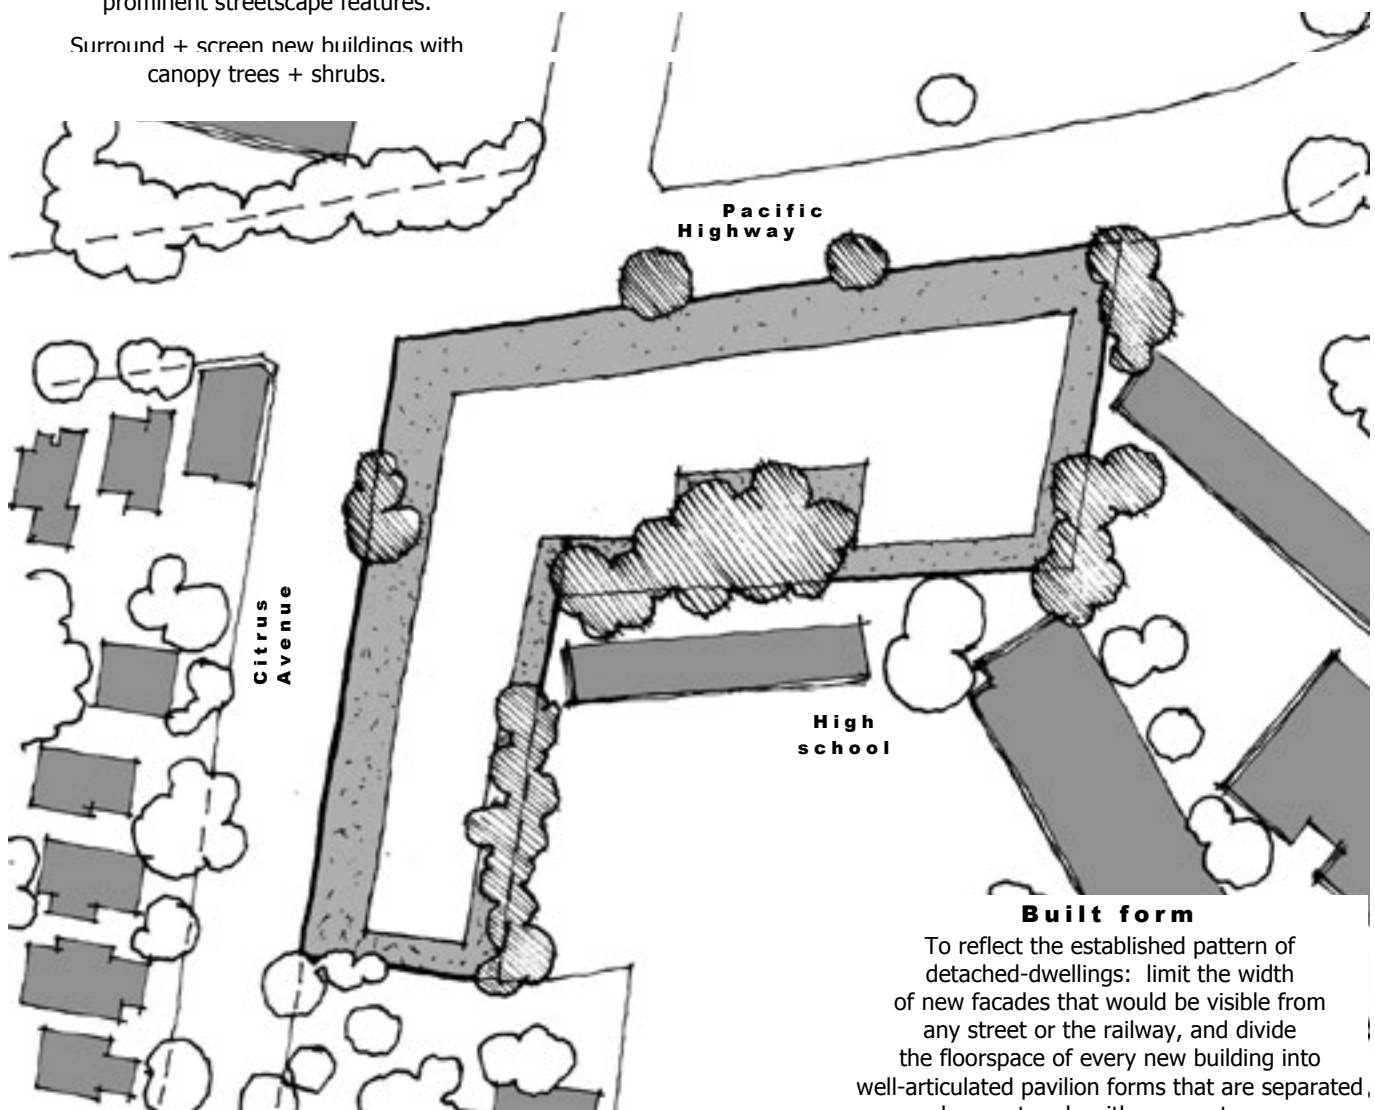 prominent streetscape features.
Surround + screen new buildings with
canopy trees + shrubs.
Pacific
Highway
Citrus
Avenue
High
school
Built form
To reflect the established pattern of
detached-dwellings: limit the width
of new facades that would be visible from
any street or the railway, and divide
the floorspace of every new building into
well-articulated pavilion forms that are separated